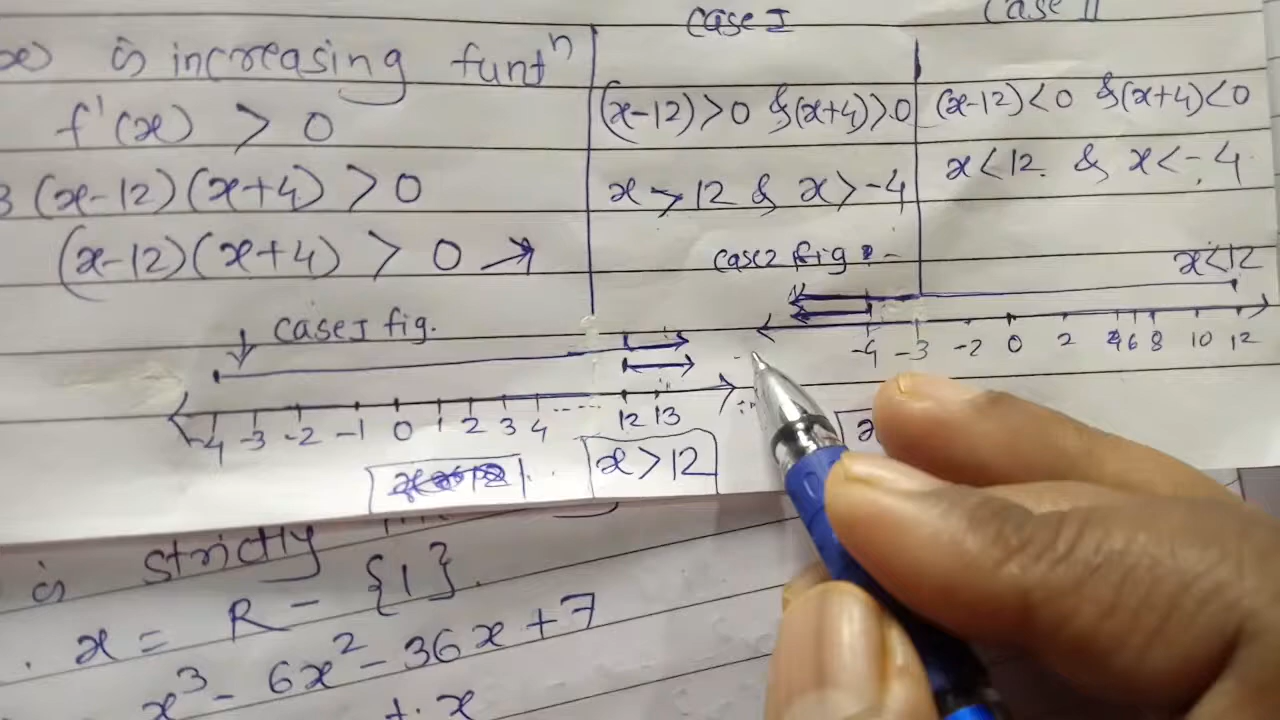 is increasing funtⁿ
f'(x) > 0
3 (x-12)(x+4) > 0
(x-12)(x+4) > 0 →
case I
(x-12)>0 &(x+4)>0
x > 12 & x > -4
Case II
(x-12)<0 &(x+4)<0
x<12 & x<-4
case2 fig :-
x<12
-4 -3 -2 0 2 4 6 8 10 12
case I fig.
-4 -3 -2 -1 0 1 2 3 4 ...... 12 13
x > 12
is strictly
x = R - {1}.
x³ - 6x² - 36x + 7